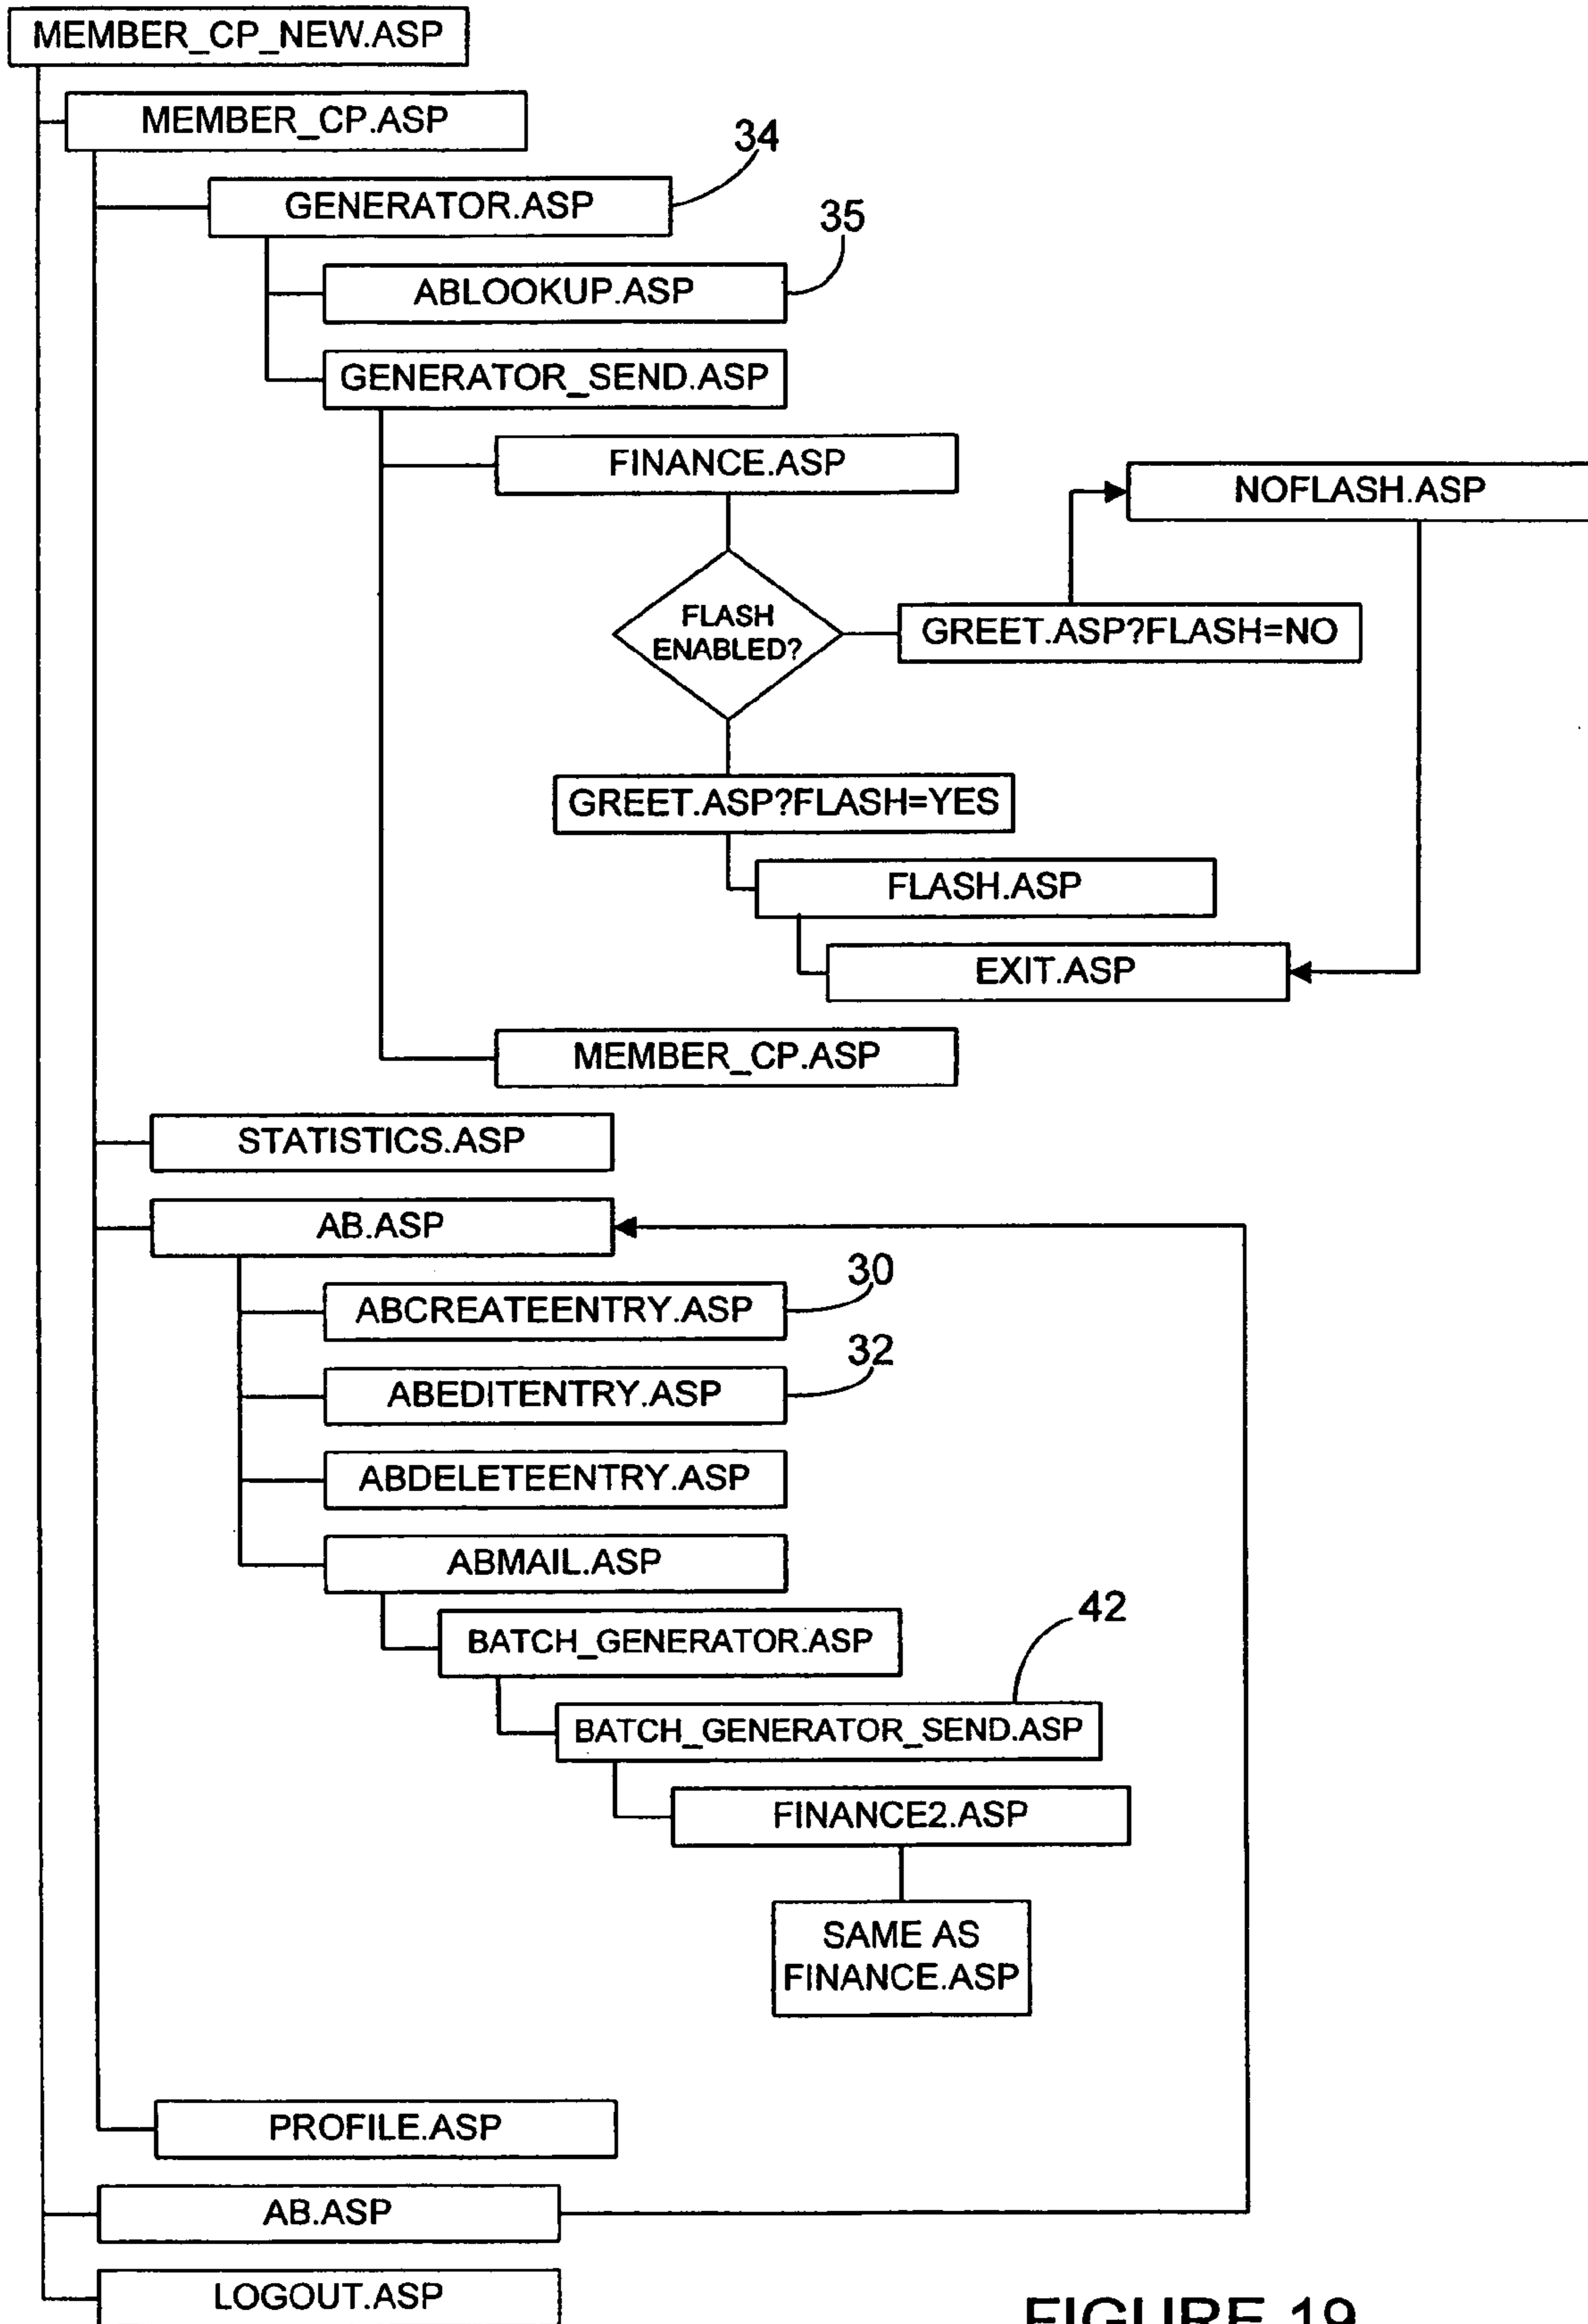 MEMBER_CP_NEW.ASP
MEMBER_CP.ASP
34
GENERATOR.ASP
35
ABLOOKUP.ASP
GENERATOR_SEND.ASP
FINANCE.ASP
NOFLASH.ASP
FLASH
ENABLED?
GREET.ASP?FLASH=NO
GREET.ASP?FLASH=YES
FLASH.ASP
EXIT.ASP
MEMBER_CP.ASP
STATISTICS.ASP
AB.ASP
30
ABCREATEENTRY.ASP
32
ABEDITENTRY.ASP
ABDELETEENTRY.ASP
ABMAIL.ASP
42
BATCH_GENERATOR.ASP
BATCH_GENERATOR_SEND.ASP
FINANCE2.ASP
SAME AS
FINANCE.ASP
PROFILE.ASP
AB.ASP
LOGOUT.ASP
FIGURE 19